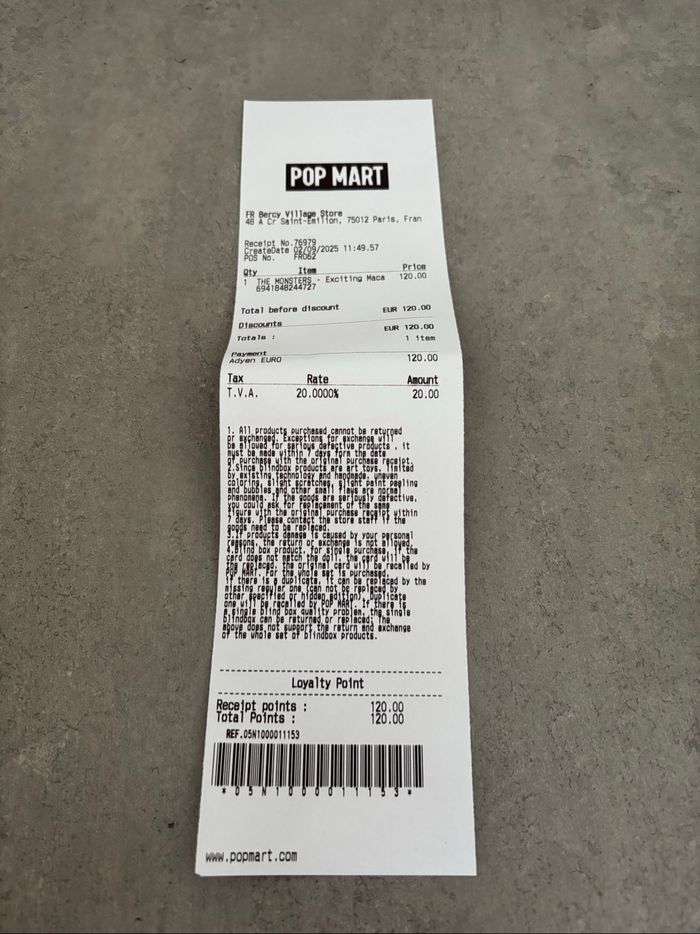 POP MART
FR Bercy Village Store
48 A Cr Saint-Emilion, 75012 Paris, Fran
Receipt No.76979
CreateDate 02/09/2025 11:49.57
POS No. FR062
Qty Item Price
1 THE MONSTERS - Exciting Maca 120.00
6941848244727
Total before discount EUR 120.00
Discounts
Totals : EUR 120.00
1 item
Payment
Adyen EURO 120.00
Tax Rate Amount
T.V.A. 20.0000% 20.00
1. All products purchased cannot be returned
or exchanged. Exceptions for exchange will
be allowed for serious defective products , it
must be made within 7 days form the date
of purchase with the original purchase receipt.
2.Since blindbox products are art toys, limited
by existing technology and handmade, uneven
coloring, slight scratches, slight paint peeling
and bubbles and other small flaws are normal
phenomena. If the goods are seriously defective,
you could ask for replacement of the same
figure with the original purchase receipt within
7 days. Please contact the store staff if the
goods need to be replaced.
3.If products damage is caused by your personal
reasons, the return or exchange is not allowed.
4.Blind box product, for single purchase, if the
card does not match the doll, the card will be
the replaced, the original card will be recalled by
POP MART. For the whole set is purchased,
if there is a duplicate, it can be replaced by the
missing regular one (can not be replaced by
other specified or hidden edition). Duplicate
one will be recalled by POP MART. If there is
a single blind box quality problem, the single
blindbox can be returned or replaced. The
above does not support the return and exchange
of the whole set of blindbox products.
Loyalty Point
Receipt points : 120.00
Total Points : 120.00
REF.05N1000011153
*05N1000011153*
www.popmart.com